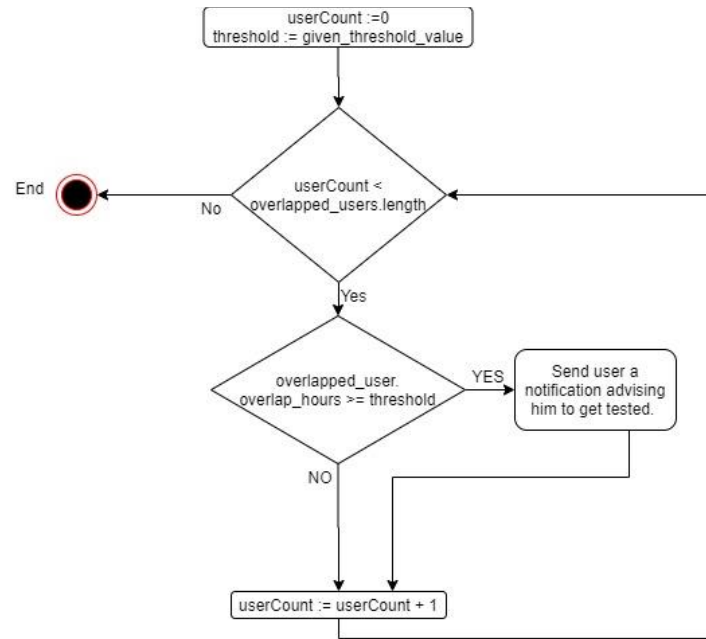 userCount :=0
threshold := given_threshold_value
userCount <
overlapped_users.length
End
No
Yes
overlapped_user.
overlap_hours >= threshold
YES
Send user a
notification advising
him to get tested.
NO
userCount := userCount + 1